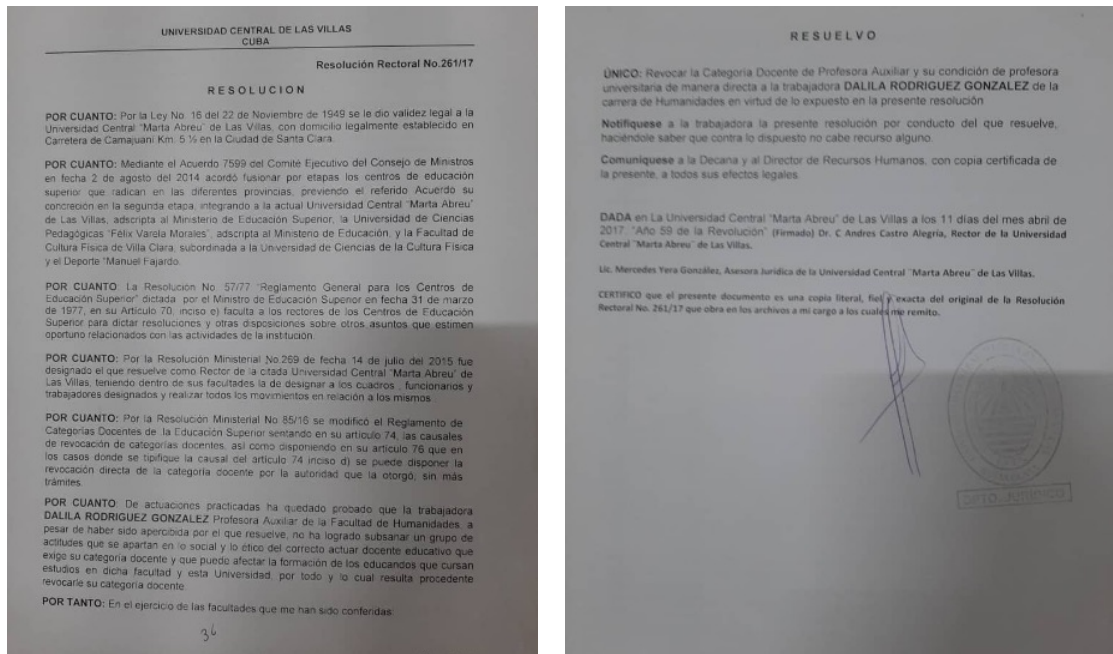 UNIVERSIDAD CENTRAL DE LAS VILLAS
CUBA
Resolución Rectoral No.261/17
RESOLUCION
POR CUANTO: Por la Ley No. 16 del 22 de Noviembre de 1949 se le dio validez legal a la
Universidad Central "Marta Abreu" de Las Villas, con domicilio legalmente establecido en
Carretera de Camajuaní Km. 5 ½ en la Ciudad de Santa Clara.
POR CUANTO: Mediante el Acuerdo 7599 del Comité Ejecutivo del Consejo de Ministros
en fecha 2 de agosto del 2014 acordó fusionar por etapas los centros de educación
superior que radican en las diferentes provincias, previendo el referido Acuerdo su
concreción en la segunda etapa, integrando a la actual Universidad "Marta Abreu"
de Las Villas, adscripta al Ministerio de Educación Superior, la Universidad de Ciencias
Pedagógicas "Félix Varela Morales", adscripta al Ministerio de Educación, y la Facultad de
Cultura Física de Villa Clara, subordinada a la Universidad de Ciencias de la Cultura Física
y el Deporte "Manuel Fajardo.
POR CUANTO: La Resolución No. 57/77 "Reglamento General para los Centros de
Educación Superior" dictada por el Ministro de Educación Superior en fecha 31 de marzo
de 1977, en su Artículo 70, inciso e) faculta a los rectores de los Centros de Educación
Superior para dictar resoluciones y otras disposiciones sobre otros asuntos que estimen
oportuno relacionados con las actividades de la institución.
POR CUANTO: Por la Resolución Ministerial No.269 de fecha 14 de julio del 2015 fue
designado el que resuelve como Rector de la citada Universidad Central "Marta Abreu" de
Las Villas, teniendo dentro de sus facultades la de designar a los cuadros , funcionarios y
trabajadores designados y realizar todos los movimientos en relación a los mismos .
POR CUANTO: Por la Resolución Ministerial No.85/16 se modificó el Reglamento de
Categorías Docentes de la Educación Superior sentando en su artículo 74, las causales
de revocación de categorías docentes, así como disponiendo en su artículo 76 que en
los casos donde se tipifique la causal del artículo 74 inciso d) se puede disponer la
revocación directa de la categoría docente por la autoridad que la otorgó, sin más
trámites.
POR CUANTO: De actuaciones practicadas ha quedado probado que la trabajadora
DALILA RODRIGUEZ GONZALEZ Profesora Auxiliar de la Facultad de Humanidades, a
pesar de haber sido apercibida por el que resuelve, no ha logrado subsanar un grupo de
actitudes que se apartan en lo social y lo ético del correcto actuar docente educativo que
exige su categoría docente y que puedo afectar la formación de los educandos que cursan
estudios en dicha facultad y esta Universidad, por todo y lo cual resulta procedente
revocarle su categoría docente.
POR TANTO: En el ejercicio de las facultades que me han sido conferidas:
36
RESUELVO
ÚNICO: Revocar la Categoría Docente de Profesora Auxiliar y su condición de profesora
universitaria de manera directa a la trabajadora DALILA RODRIGUEZ GONZALEZ de la
carrera de Humanidades en virtud de lo expuesto en la presente resolución
Notifíquese a la trabajadora la presente resolución por conducto del que resuelve,
haciéndole saber que contra lo dispuesto no cabe recurso alguno.
Comuníquese a la Decana y al Director de Recursos Humanos, con copia certificada de
la presente, a todos sus efectos legales.
DADA en La Universidad Central "Marta Abreu" de Las Villas a los 11 días del mes abril de
2017. "Año 59 de la Revolución" (Firmado) Dr. C Andres Castro Alegría, Rector de la Universidad
Central ¨Marta Abreu¨ de Las Villas.
Lic. Mercedes Yera González, Asesora Jurídica de la Universidad Central ¨Marta Abreu¨ de Las Villas.
CERTIFICO que el presente documento es una copia literal, fiel y exacta del original de la Resolución
Rectoral No. 261/17 que obra en los archivos a mi cargo a los cuales me remito.
DPTO. JURIDICO